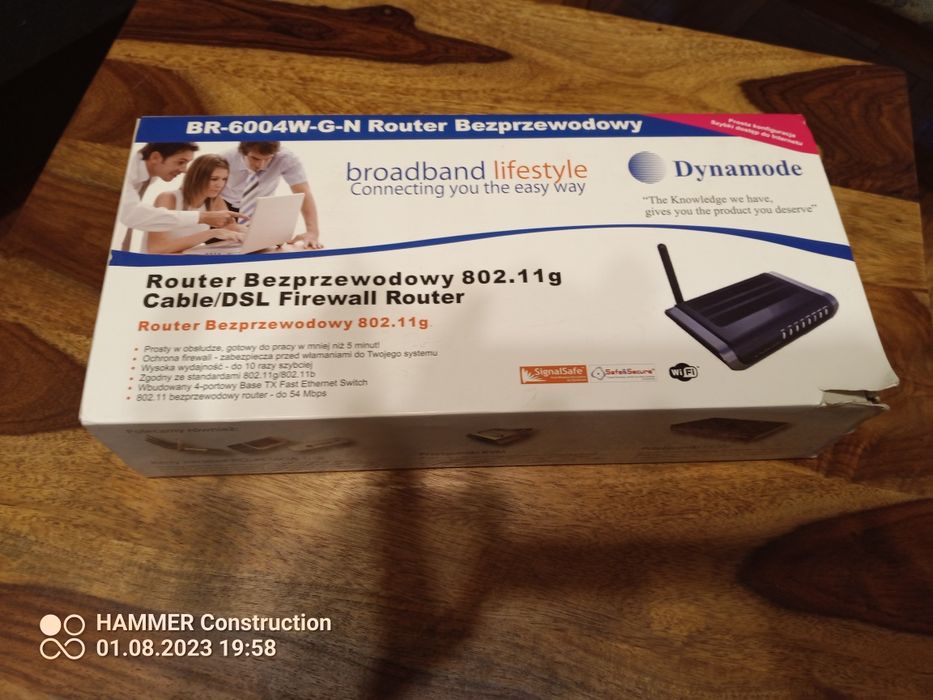 BR-6004W-G-N Router Bezprzewodowy
Prosta konfiguracja
Szybki dostęp do Internetu
broadband lifestyle
Connecting you the easy way
Dynamode
"The Knowledge we have,
gives you the product you deserve"
Router Bezprzewodowy 802.11g
Cable/DSL Firewall Router
Router Bezprzewodowy 802.11g
• Prosty w obsłudze, gotowy do pracy w mniej niż 5 minut!
• Ochrona firewall - zabezpiecza przed włamaniami do Twojego systemu
• Wysoka wydajność - do 10 razy szybciej
• Zgodny ze standardami 802.11g/802.11b
• Wbudowany 4-portowy Base TX Fast Ethernet Switch
• 802.11 bezprzewodowy router - do 54 Mbps
SignalSafe
Safe&Secure
WiFi
Polecamy również:
HAMMER Construction
01.08.2023 19:58